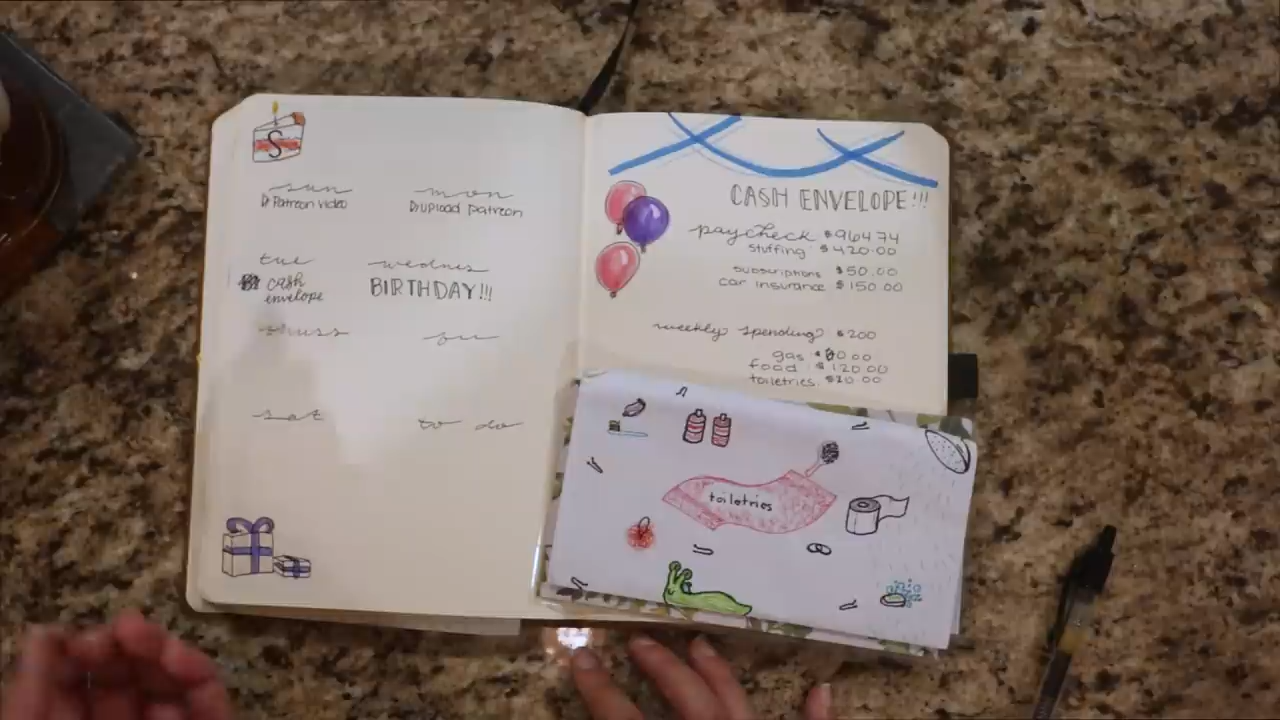 S
sun
mon
Patreon video
upload patreon
tue
wednes
cash
envelope
BIRTHDAY!!!
thurs
fri
sat
to do
CASH ENVELOPE!!!
paycheck $964.74
stuffing $420.00
subscriptions $50.00
car insurance $150.00
weekly spending $200
gas
food $120.00
toiletries $20.00
toiletries